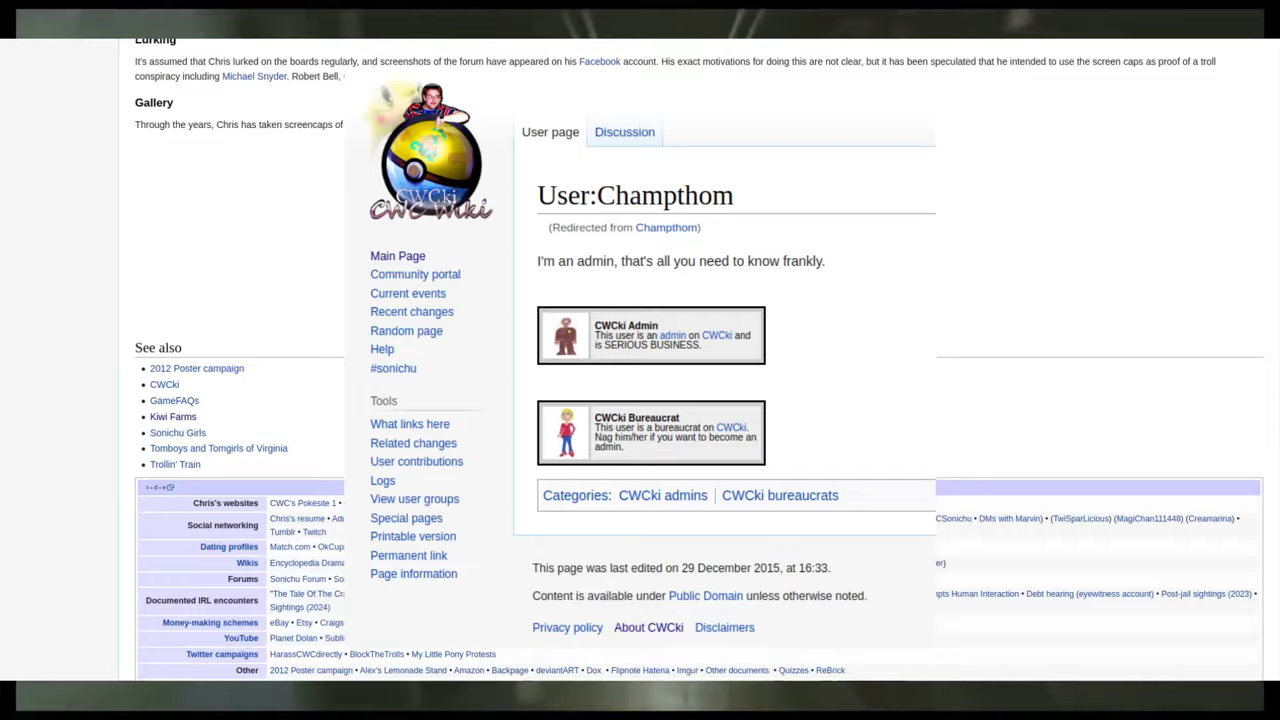 Lurking
It's assumed that Chris lurked on the boards regularly, and screenshots of the forum have appeared on his Facebook account. His exact motivations for doing this are not clear, but it has been speculated that he intended to use the screen caps as proof of a troll
conspiracy including Michael Snyder. Robert Bell,
Gallery
Through the years, Chris has taken screencaps of
CWCki
CWC Wiki
User page
Discussion
User:Champthom
(Redirected from Champthom)
I'm an admin, that's all you need to know frankly.
CWCki Admin
This user is an admin on CWCki and
is SERIOUS BUSINESS.
CWCki Bureaucrat
This user is a bureaucrat on CWCki.
Nag him/her if you want to become an
admin.
Categories: CWCki admins | CWCki bureaucrats
This page was last edited on 29 December 2015, at 16:33.
Content is available under Public Domain unless otherwise noted.
Privacy policy About CWCki Disclaimers
Main Page
Community portal
Current events
Recent changes
Random page
Help
#sonichu
Tools
What links here
Related changes
User contributions
Logs
View user groups
Special pages
Printable version
Permanent link
Page information
See also
2012 Poster campaign
CWCki
GameFAQs
Kiwi Farms
Sonichu Girls
Tomboys and Tomgirls of Virginia
Trollin' Train
v • d • e
Chris's websites CWC's Pokésite 1 •
Social networking Chris's resume • CSonichu • DMs with Marvin) • (TwiSparLicious) (MagiChan111448) (Creamarina) •
Tumblr • Twitch
Dating profiles Match.com •
Wikis Encyclopedia
Forums Sonichu Forum •
Documented IRL encounters "The Tale Of The Human Interaction • Debt hearing (eyewitness account) • Post-jail sightings (2023) •
Sightings (2024)
Money-making schemes eBay • Etsy •
YouTube Planet Dolan •
Twitter campaigns HarassCWCdirectly • BlockTheTrolls • My Little Pony Protests
Other 2012 Poster campaign • Alex's Lemonade Stand • Amazon • Backpage • deviantART • Dox • Flipnote Hatena • Imgur • Other documents • Quizzes • ReBrick